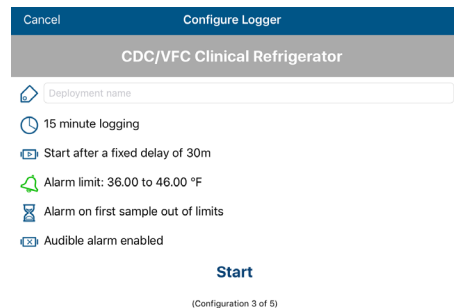 Cancel Configure Logger
CDC/VFC Clinical Refrigerator
Deployment name
15 minute logging
Start after a fixed delay of 30m
Alarm limit: 36.00 to 46.00 °F
Alarm on first sample out of limits
Audible alarm enabled
Start
(Configuration 3 of 5)